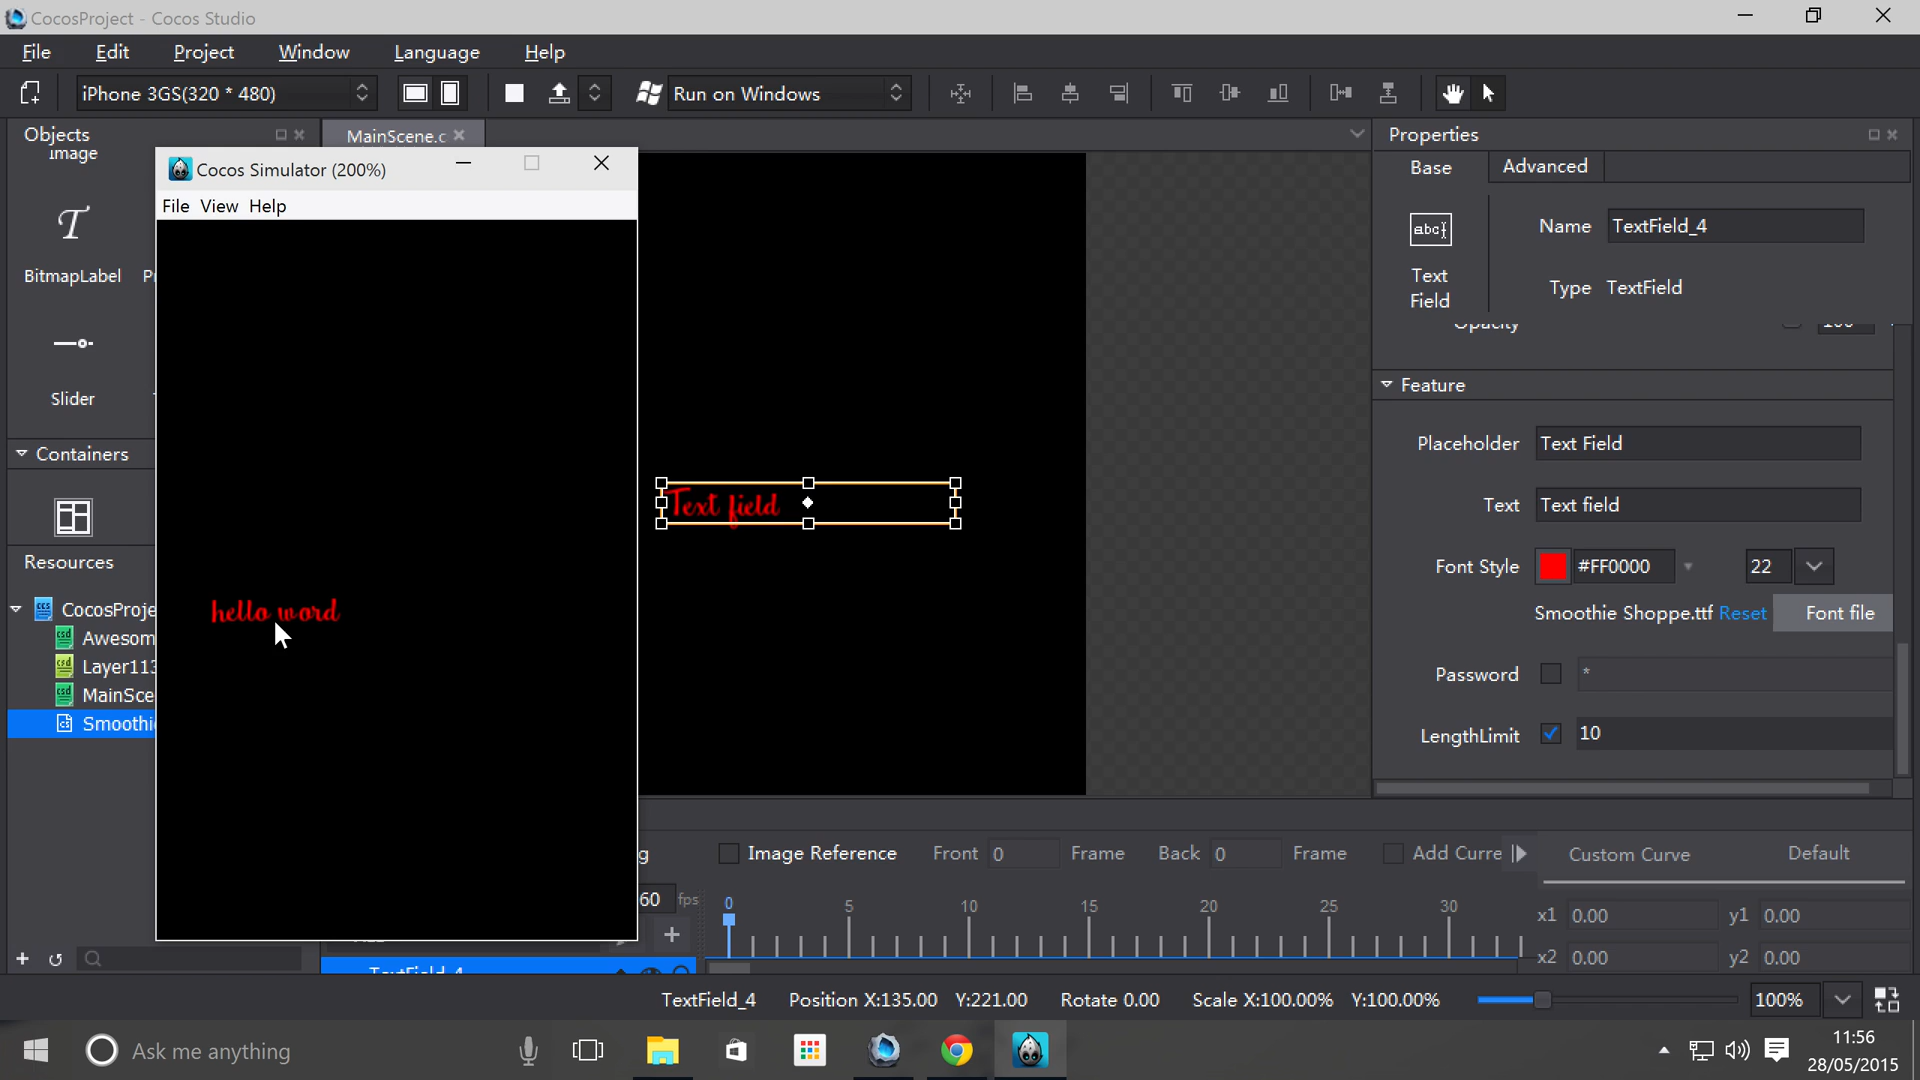 CocosProject - Cocos Studio
File Edit Project Window Language Help
iPhone 3GS(320 * 480)
Run on Windows
Objects
MainScene.c
Properties
Image
Cocos Simulator (200%)
Base
Advanced
File View Help
abc
Name TextField_4
BitmapLabel
Text
Field
Type TextField
Opacity
Feature
Slider
Placeholder Text Field
Containers
Text field
Text Text field
Font Style #FF0000 22
Resources
CocosProje
hello word
Smoothie Shoppe.ttf Reset Font file
Awesom
Layer113
Password *
MainSce
Smoothi
LengthLimit 10
Image Reference Front 0 Frame Back 0 Frame Add Curre
Custom Curve Default
60 fps
0 5 10 15 20 25 30
x1 0.00 y1 0.00
x2 0.00 y2 0.00
TextField_4
TextField_4 Position X:135.00 Y:221.00 Rotate 0.00 Scale X:100.00% Y:100.00%
100%
Ask me anything
11:56
28/05/2015